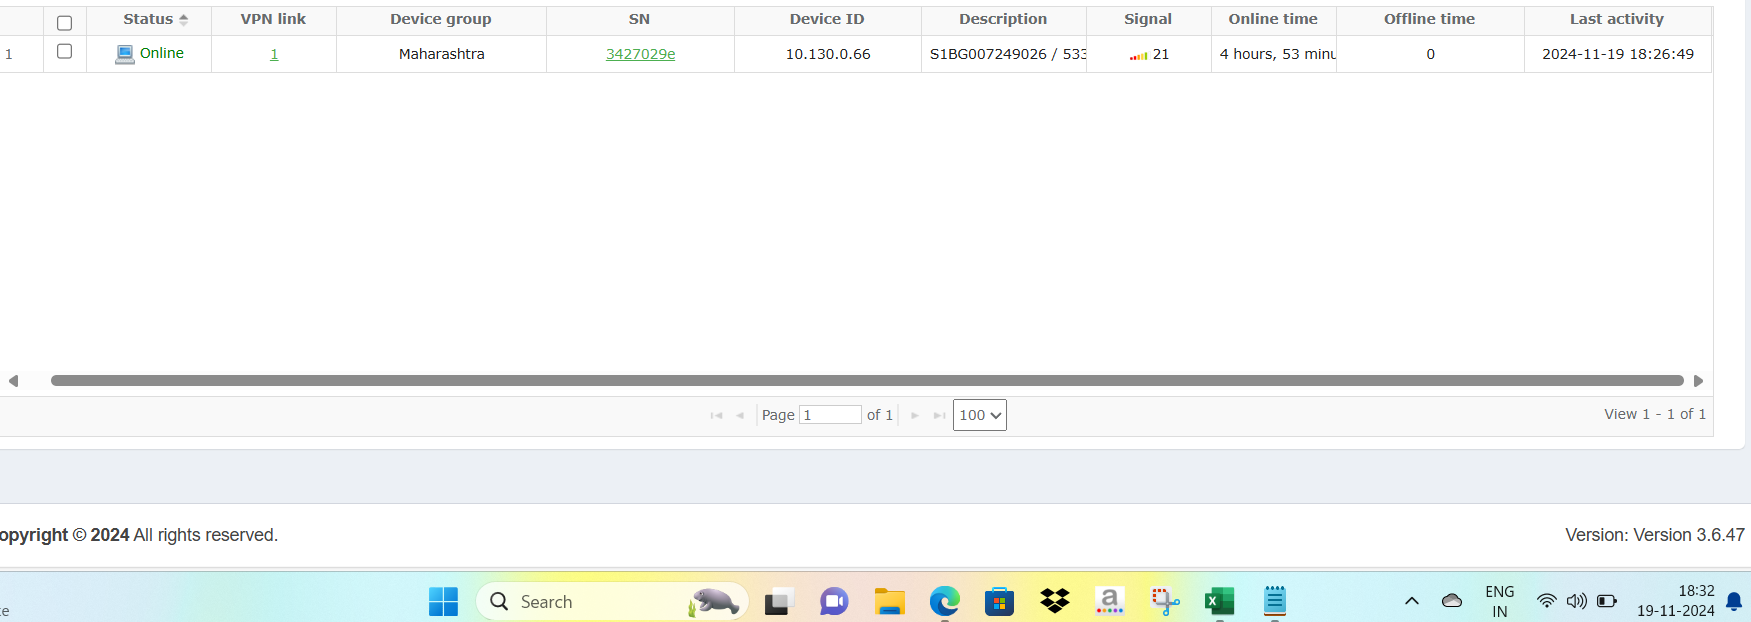 Status VPN link Device group SN Device ID Description Signal Online time Offline time Last activity
1 Online 1 Maharashtra 3427029e 10.130.0.66 S1BG007249026 / 533 21 4 hours, 53 minu 0 2024-11-19 18:26:49
Page 1 of 1 100 View 1 - 1 of 1
opyright © 2024 All rights reserved. Version: Version 3.6.47
Search a X ENG 18:32
IN 19-11-2024